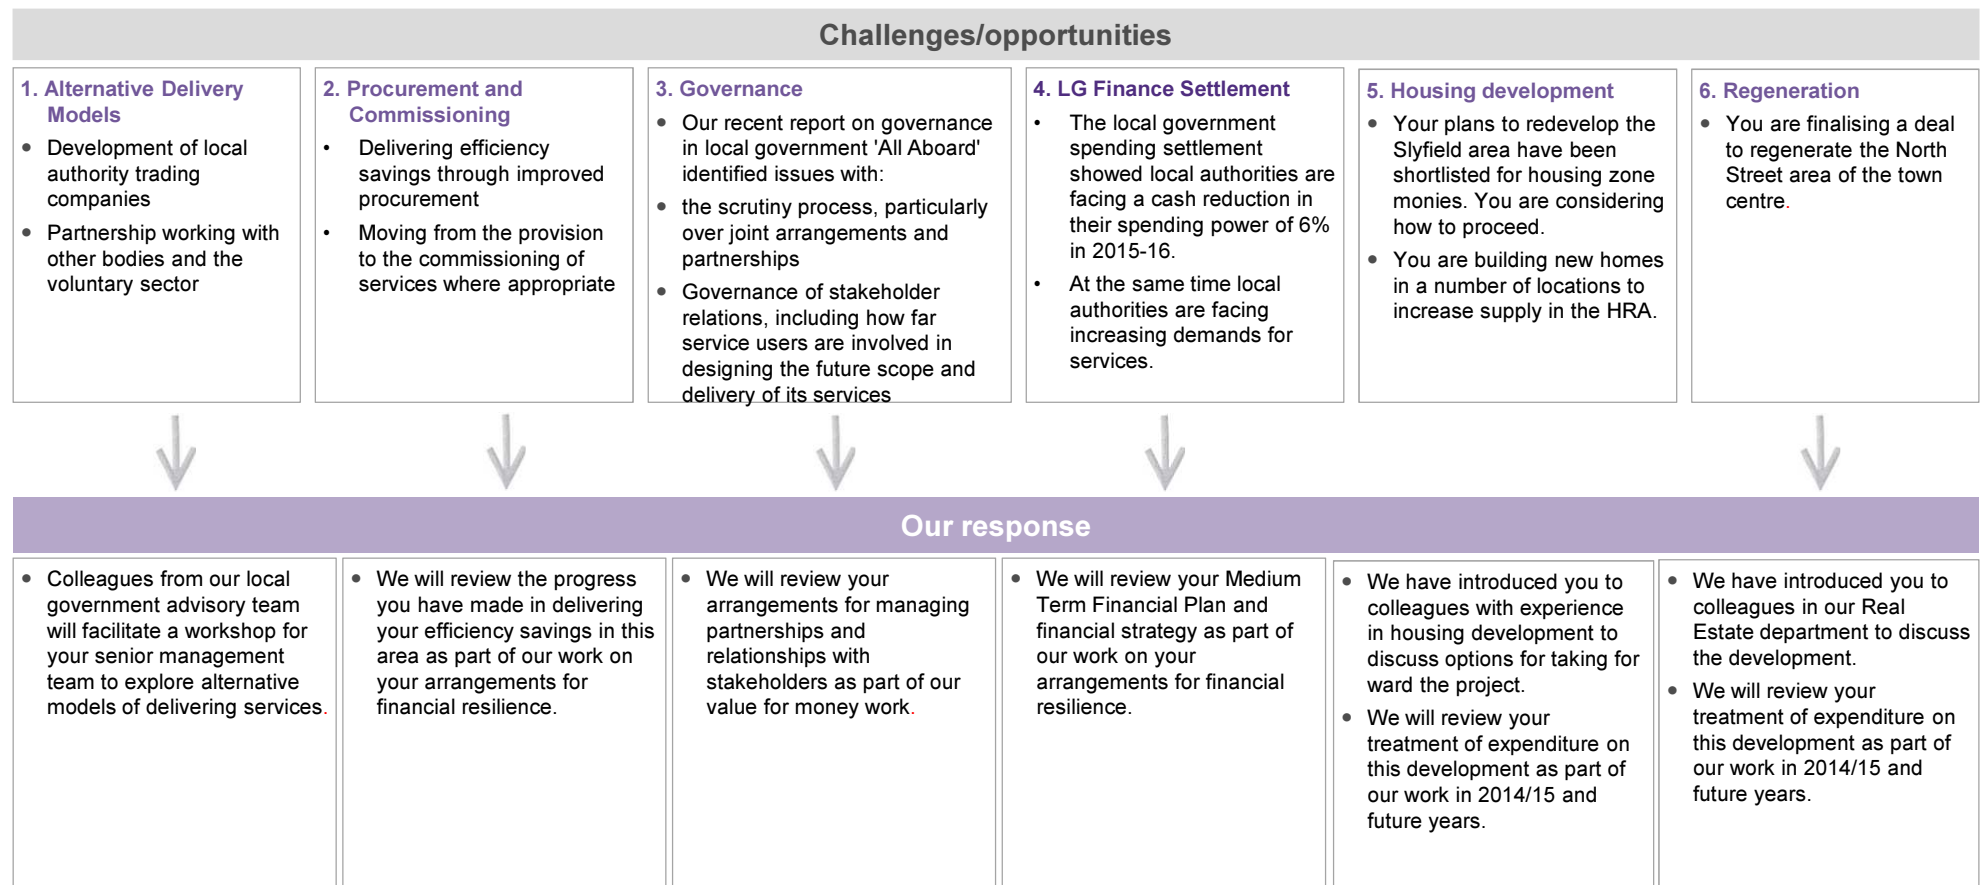 Challenges/opportunities
1. Alternative Delivery
Models
• Development of local
authority trading
companies
• Partnership working with
other bodies and the
voluntary sector
2. Procurement and
Commissioning
• Delivering efficiency
savings through improved
procurement
• Moving from the provision
to the commissioning of
services where appropriate
3. Governance
• Our recent report on governance
in local government 'All Aboard'
identified issues with:
• the scrutiny process, particularly
over joint arrangements and
partnerships
• Governance of stakeholder
relations, including how far
service users are involved in
designing the future scope and
delivery of its services
4. LG Finance Settlement
• The local government
spending settlement
showed local authorities are
facing a cash reduction in
their spending power of 6%
in 2015-16.
• At the same time local
authorities are facing
increasing demands for
services.
5. Housing development
• Your plans to redevelop the
Slyfield area have been
shortlisted for housing zone
monies. You are considering
how to proceed.
• You are building new homes
in a number of locations to
increase supply in the HRA.
6. Regeneration
• You are finalising a deal
to regenerate the North
Street area of the town
centre.
Our response
• Colleagues from our local
government advisory team
will facilitate a workshop for
your senior management
team to explore alternative
models of delivering services.
• We will review the progress
you have made in delivering
your efficiency savings in this
area as part of our work on
your arrangements for
financial resilience.
• We will review your
arrangements for managing
partnerships and
relationships with
stakeholders as part of our
value for money work.
• We will review your Medium
Term Financial Plan and
financial strategy as part of
our work on your
arrangements for financial
resilience.
• We have introduced you to
colleagues with experience
in housing development to
discuss options for taking for
ward the project.
• We will review your
treatment of expenditure on
this development as part of
our work in 2014/15 and
future years.
• We have introduced you to
colleagues in our Real
Estate department to discuss
the development.
• We will review your
treatment of expenditure on
this development as part of
our work in 2014/15 and
future years.